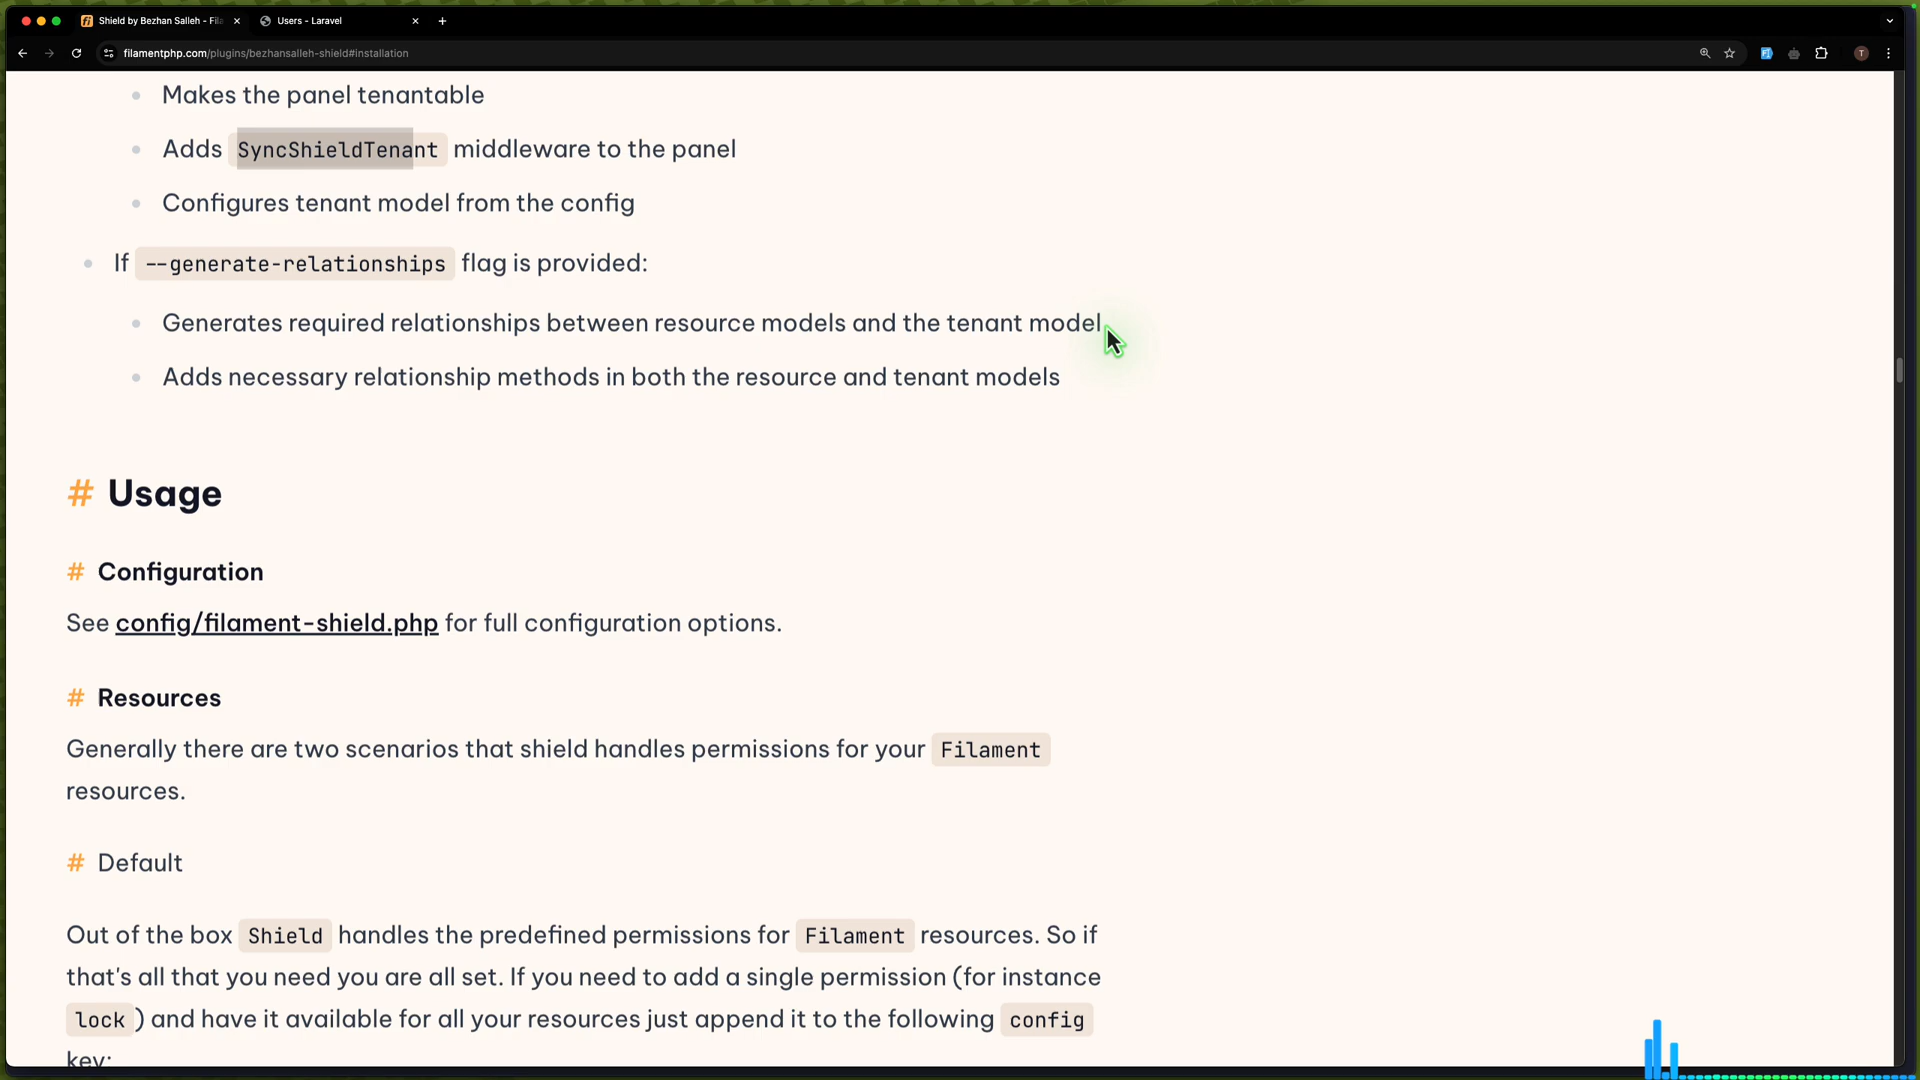 Shield by Bezhan Salleh - Fila
Users - Laravel
filamentphp.com/plugins/bezhansalleh-shield#installation
T
Makes the panel tenantable
Adds SyncShieldTenant middleware to the panel
Configures tenant model from the config
If --generate-relationships flag is provided:
Generates required relationships between resource models and the tenant model
Adds necessary relationship methods in both the resource and tenant models
# Usage
# Configuration
See config/filament-shield.php for full configuration options.
# Resources
Generally there are two scenarios that shield handles permissions for your Filament
resources.
# Default
Out of the box Shield handles the predefined permissions for Filament resources. So if
that's all that you need you are all set. If you need to add a single permission (for instance
lock ) and have it available for all your resources just append it to the following config
key: